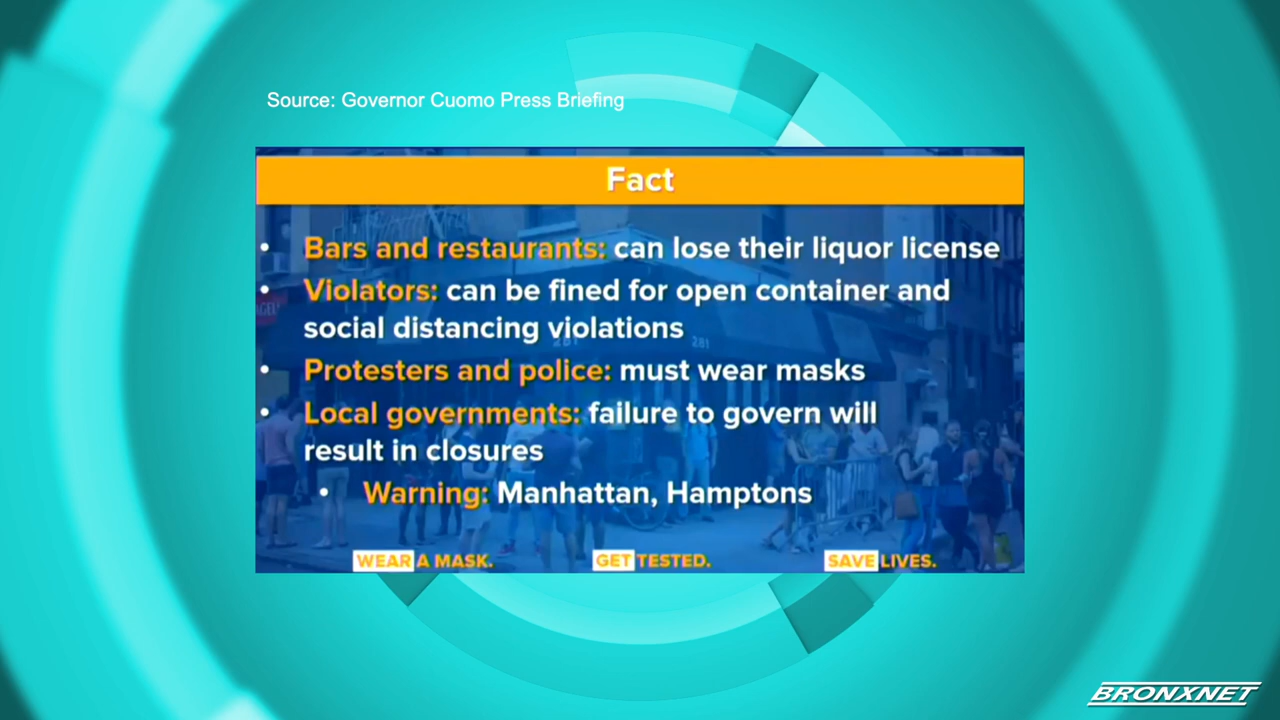 Source: Governor Cuomo Press Briefing
Fact
• Bars and restaurants: can lose their liquor license
• Violators: can be fined for open container and
social distancing violations
281
281
• Protesters and police: must wear masks
• Local governments: failure to govern will
result in closures
• Warning: Manhattan, Hamptons
WEAR A MASK. GET TESTED. SAVE LIVES.
BRONXNET